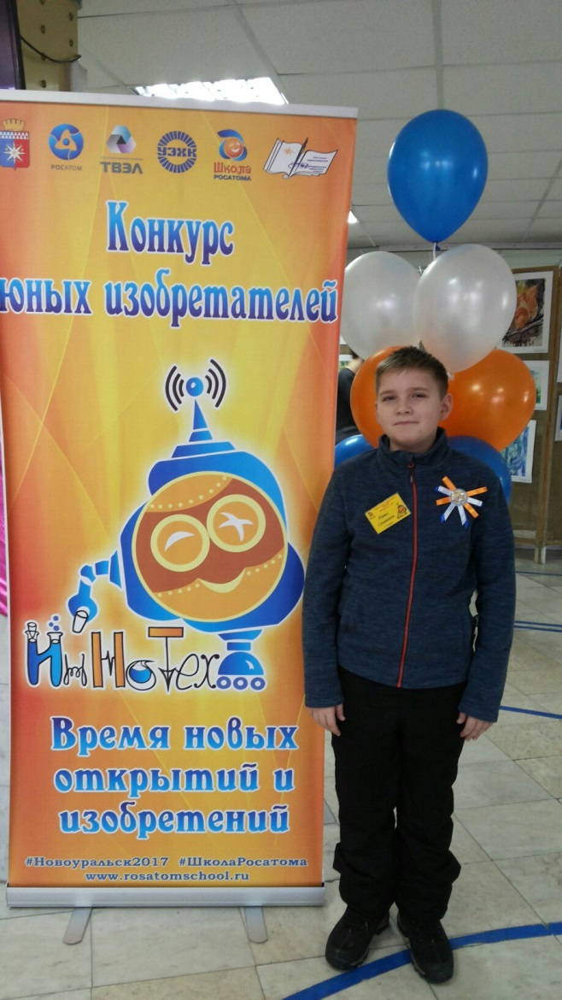 РОСАТОМ
ТВЭЛ
УЭХК
Школа
РОСАТОМА
Конкурс
юных изобретателей
ИнНоТех
Время новых
открытий и
изобретений
#Новоуральск2017 #ШколаРосатома
www.rosatomschool.ru